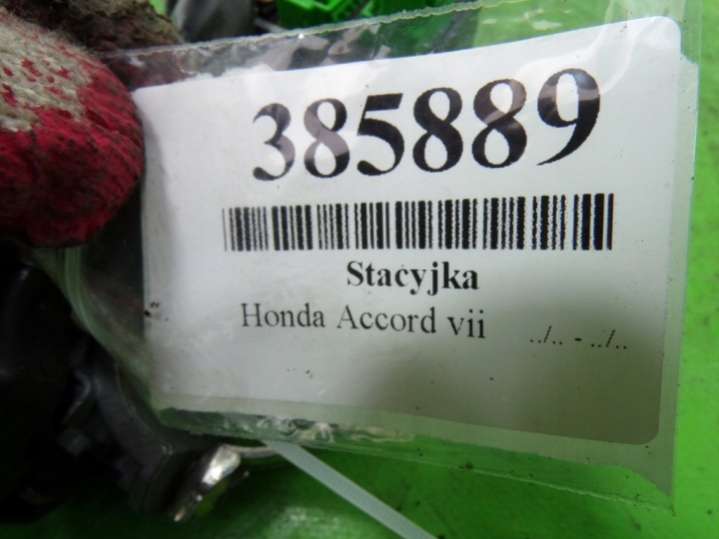 385889
Stacyjka
Honda Accord vii ../.. - ../..